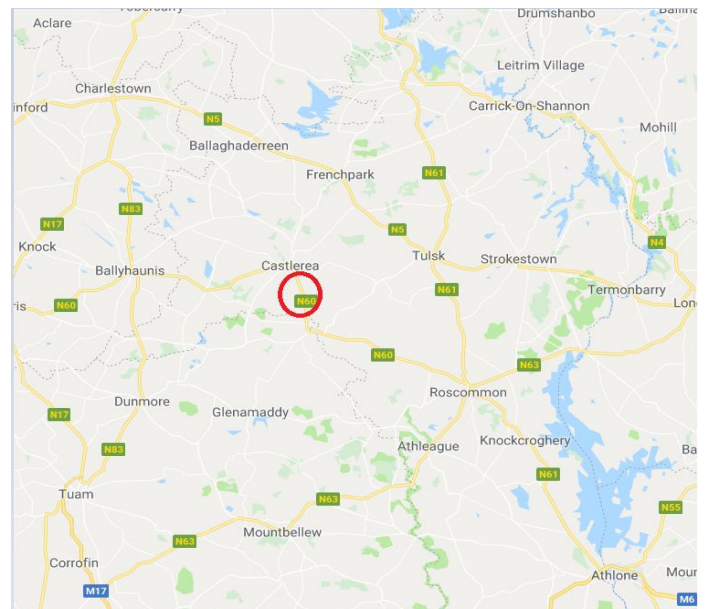 Aclare
Drumshanbo
Leitrim Village
Charlestown
Carrick-On-Shannon
N5
Mohill
Ballaghaderreen
Frenchpark
N61
N83
N17
N5
N4
Knock
Tulsk
Strokestown
Castlerea
Ballyhaunis
N61
Termonbarry
N60
N60
N60
N63
Roscommon
Dunmore
Glenamaddy
N17
Knockcroghery
Athleague
N83
N61
Tuam
N63
N55
Mountbellew
N63
Corrofin
Athlone
M17
M6